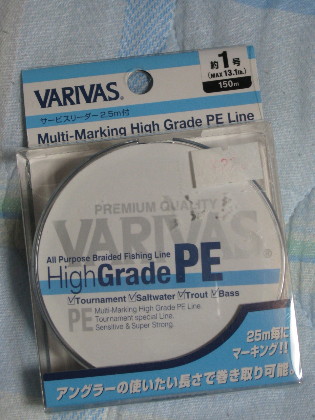 VARIVAS®
約1号
(MAX 13.1lb.)
150m
サービスリーダー2.5m付
Multi-Marking High Grade PE Line
PREMIUM QUALITY
VARIVAS
All Purpose Braided Fishing Line
HighGrade PE
Tournament Saltwater Trout Bass
PE
Multi-Marking High Grade PE Line.
Tournament special Line.
Sensitive & Super Strong.
25m毎に
マーキング!!
アングラーの使いたい長さで巻き取り可能。